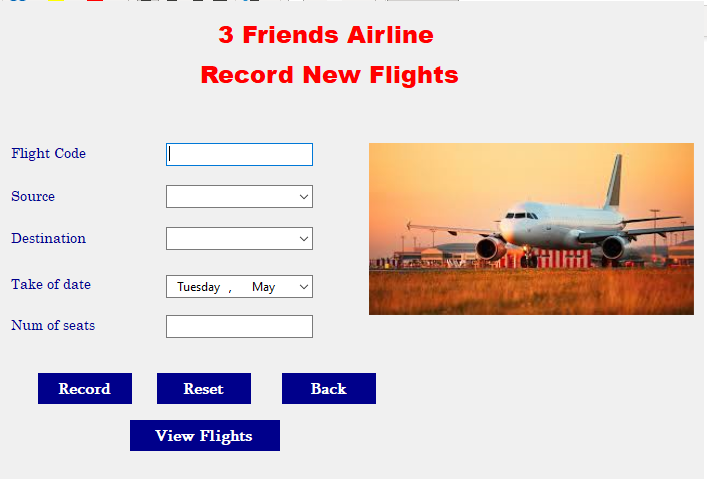 3 Friends Airline
Record New Flights
Flight Code
Source
Destination
Take of date
Tuesday , May
Num of seats
Record Reset Back
View Flights